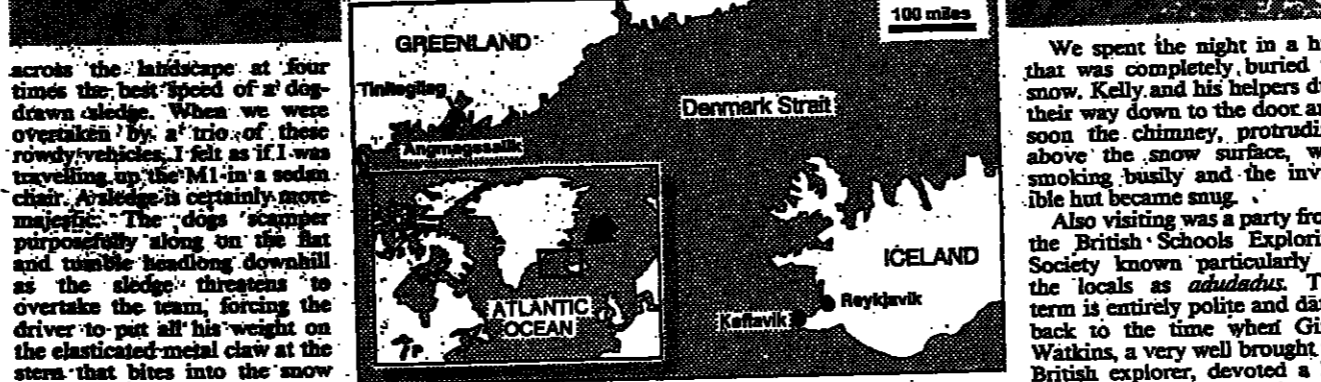 across the landscape at four
times the best speed of a dog-
drawn sledge. When we were
overtaken by a trio of these
rowdy vehicles, I felt as if I was
travelling up the M1 in a sedan
chair. A sledge is certainly more
majestic. The dogs scamper
purposefully along on the flat
and tumble headlong downhill
as the sledge threatens to
overtake the team, forcing the
driver to put all his weight on
the elasticated metal claw at the
stern that bites into the snow
100 miles
GREENLAND
Tiniteqilaq
Denmark Strait
Angmagssalik
ICELAND
ATLANTIC
OCEAN
Reykjavik
Keflavik
We spent the night in a h
that was completely buried
snow. Kelly and his helpers d
their way down to the door an
soon the chimney, protrudi
above the snow surface, w
smoking busily and the invi
ible hut became snug.
Also visiting was a party fro
the British Schools Explori
Society known particularly
the locals as adudadus. T
term is entirely polite and da
back to the time when Gi
Watkins, a very well brought
British explorer, devoted a